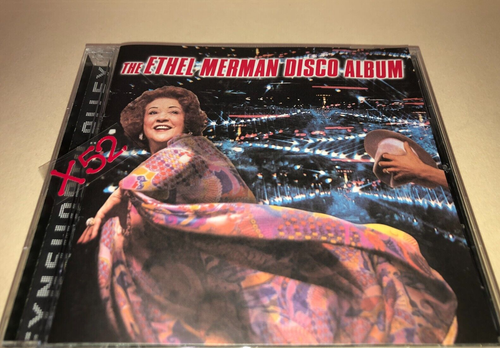 THE ETHEL MERMAN DISCO ALBUM
X52